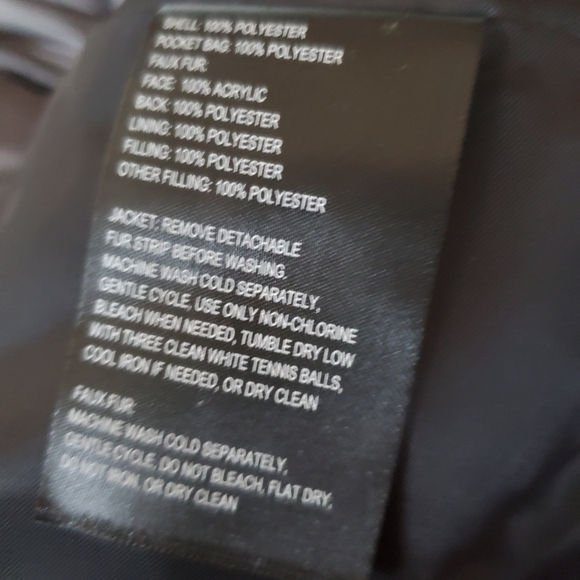 SHELL: 100% POLYESTER
POCKET BAG: 100% POLYESTER
FAUX FUR:
FACE: 100% ACRYLIC
BACK: 100% POLYESTER
LINING: 100% POLYESTER
FILLING: 100% POLYESTER
OTHER FILLING: 100% POLYESTER
JACKET: REMOVE DETACHABLE
FUR STRIP BEFORE WASHING.
MACHINE WASH COLD SEPARATELY,
GENTLE CYCLE, USE ONLY NON-CHLORINE
BLEACH WHEN NEEDED, TUMBLE DRY LOW
WITH THREE CLEAN WHITE TENNIS BALLS,
COOL IRON IF NEEDED, OR DRY CLEAN
FAUX FUR:
MACHINE WASH COLD SEPARATELY,
GENTLE CYCLE, DO NOT BLEACH, FLAT DRY,
DO NOT IRON, OR DRY CLEAN